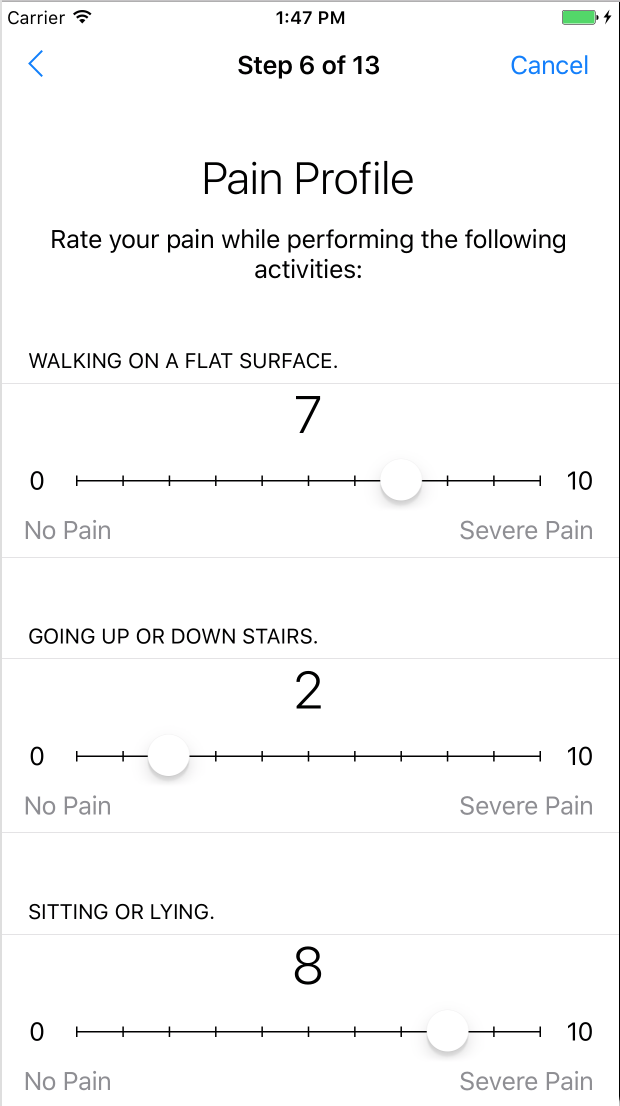 Carrier 1:47 PM
Step 6 of 13 Cancel
Pain Profile
Rate your pain while performing the following
activities:
WALKING ON A FLAT SURFACE.
7
0 10
No Pain Severe Pain
GOING UP OR DOWN STAIRS.
2
0 10
No Pain Severe Pain
SITTING OR LYING.
8
0 10
No Pain Severe Pain